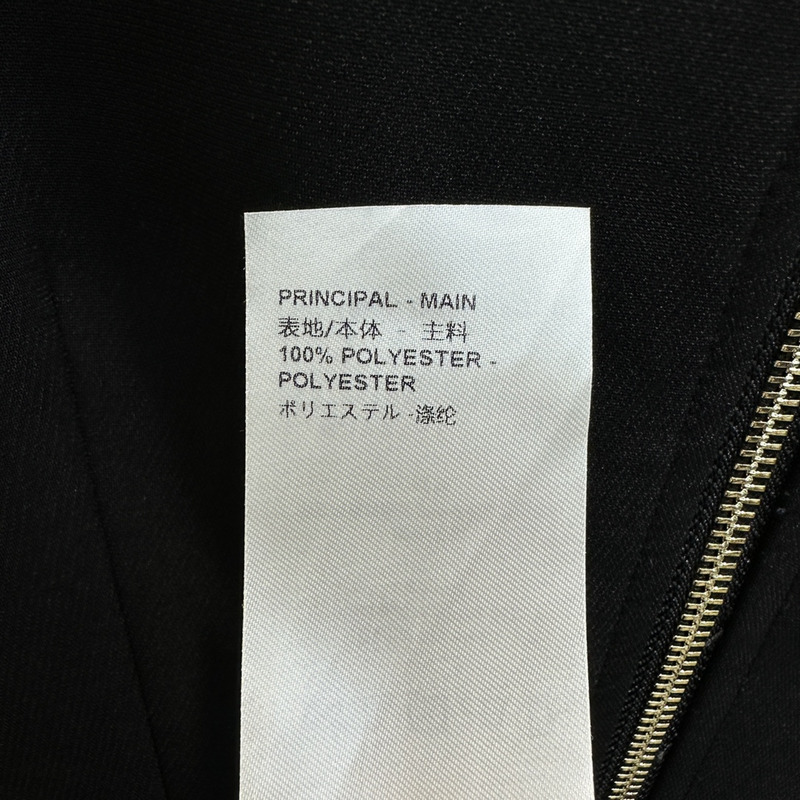 PRINCIPAL - MAIN
表地/本体 - 主料
100% POLYESTER -
POLYESTER
ポリエステル -涤纶